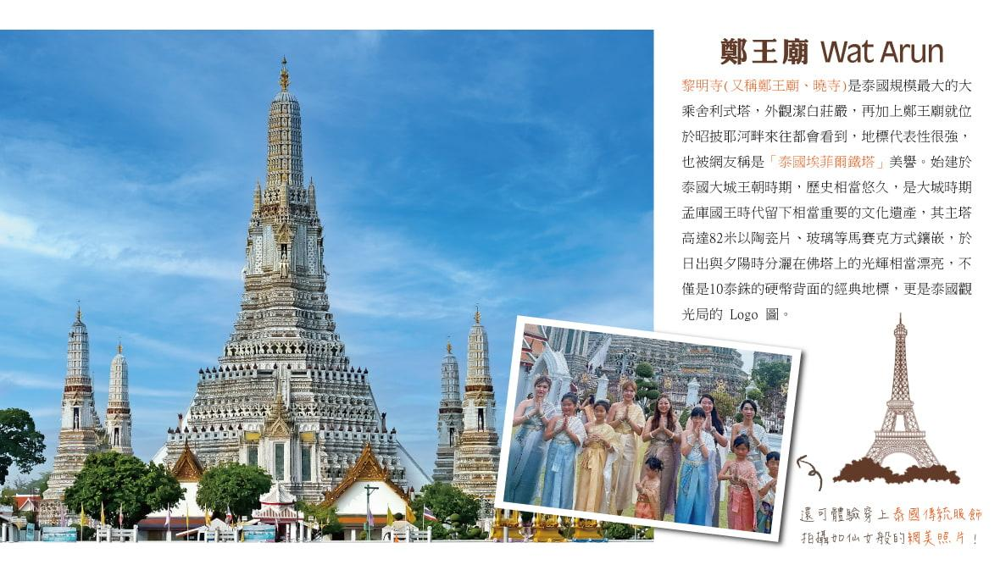 鄭王廟 Wat Arun
黎明寺(又稱鄭王廟、曉寺)是泰國規模最大的大
乘舍利式塔，外觀潔白莊嚴，再加上鄭王廟就位
於昭披耶河畔來往都會看到，地標代表性很強，
也被網友稱是「泰國埃菲爾鐵塔」美譽。始建於
泰國大城王朝時期，歷史相當悠久，是大城時期
孟庫國王時代留下相當重要的文化遺產，其主塔
高達82米以陶瓷片、玻璃等馬賽克方式鑲嵌，於
日出與夕陽時分灑在佛塔上的光輝相當漂亮，不
僅是10泰銖的硬幣背面的經典地標，更是泰國觀
光局的 Logo 圖。
還可體驗穿上泰國傳統服飾
拍攝如仙女般的網美照片！